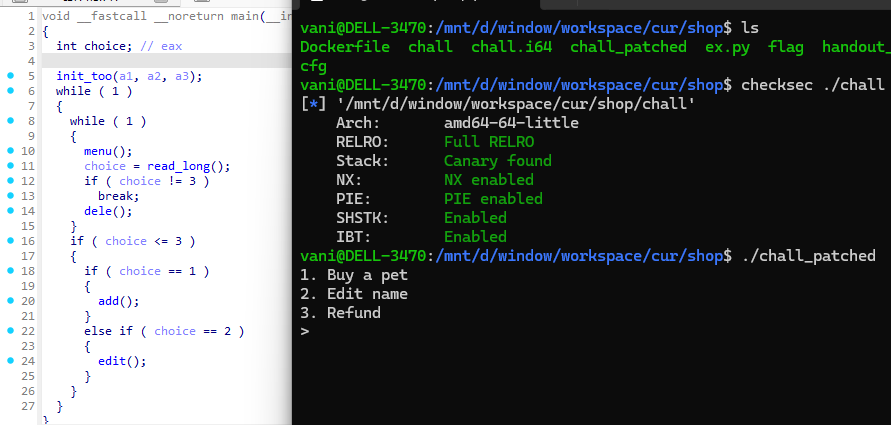 void __fastcall __noreturn main(__in
1
2 {
3 int choice; // eax
4
5 init_too(a1, a2, a3);
6 while ( 1 )
7 {
8 while ( 1 )
9 {
10 menu();
11 choice = read_long();
12 if ( choice != 3 )
13 break;
14 dele();
15 }
16 if ( choice <= 3 )
17 {
18 if ( choice == 1 )
19 {
20 add();
21 }
22 else if ( choice == 2 )
23 {
24 edit();
25 }
26 }
27 }
}
vani@DELL-3470:/mnt/d/window/workspace/cur/shop$ ls
Dockerfile chall chall.i64 chall_patched ex.py flag handout_
cfg
vani@DELL-3470:/mnt/d/window/workspace/cur/shop$ checksec ./chall
[*] '/mnt/d/window/workspace/cur/shop/chall'
Arch: amd64-64-little
RELRO: Full RELRO
Stack: Canary found
NX: NX enabled
PIE: PIE enabled
SHSTK: Enabled
IBT: Enabled
vani@DELL-3470:/mnt/d/window/workspace/cur/shop$ ./chall_patched
1. Buy a pet
2. Edit name
3. Refund
>